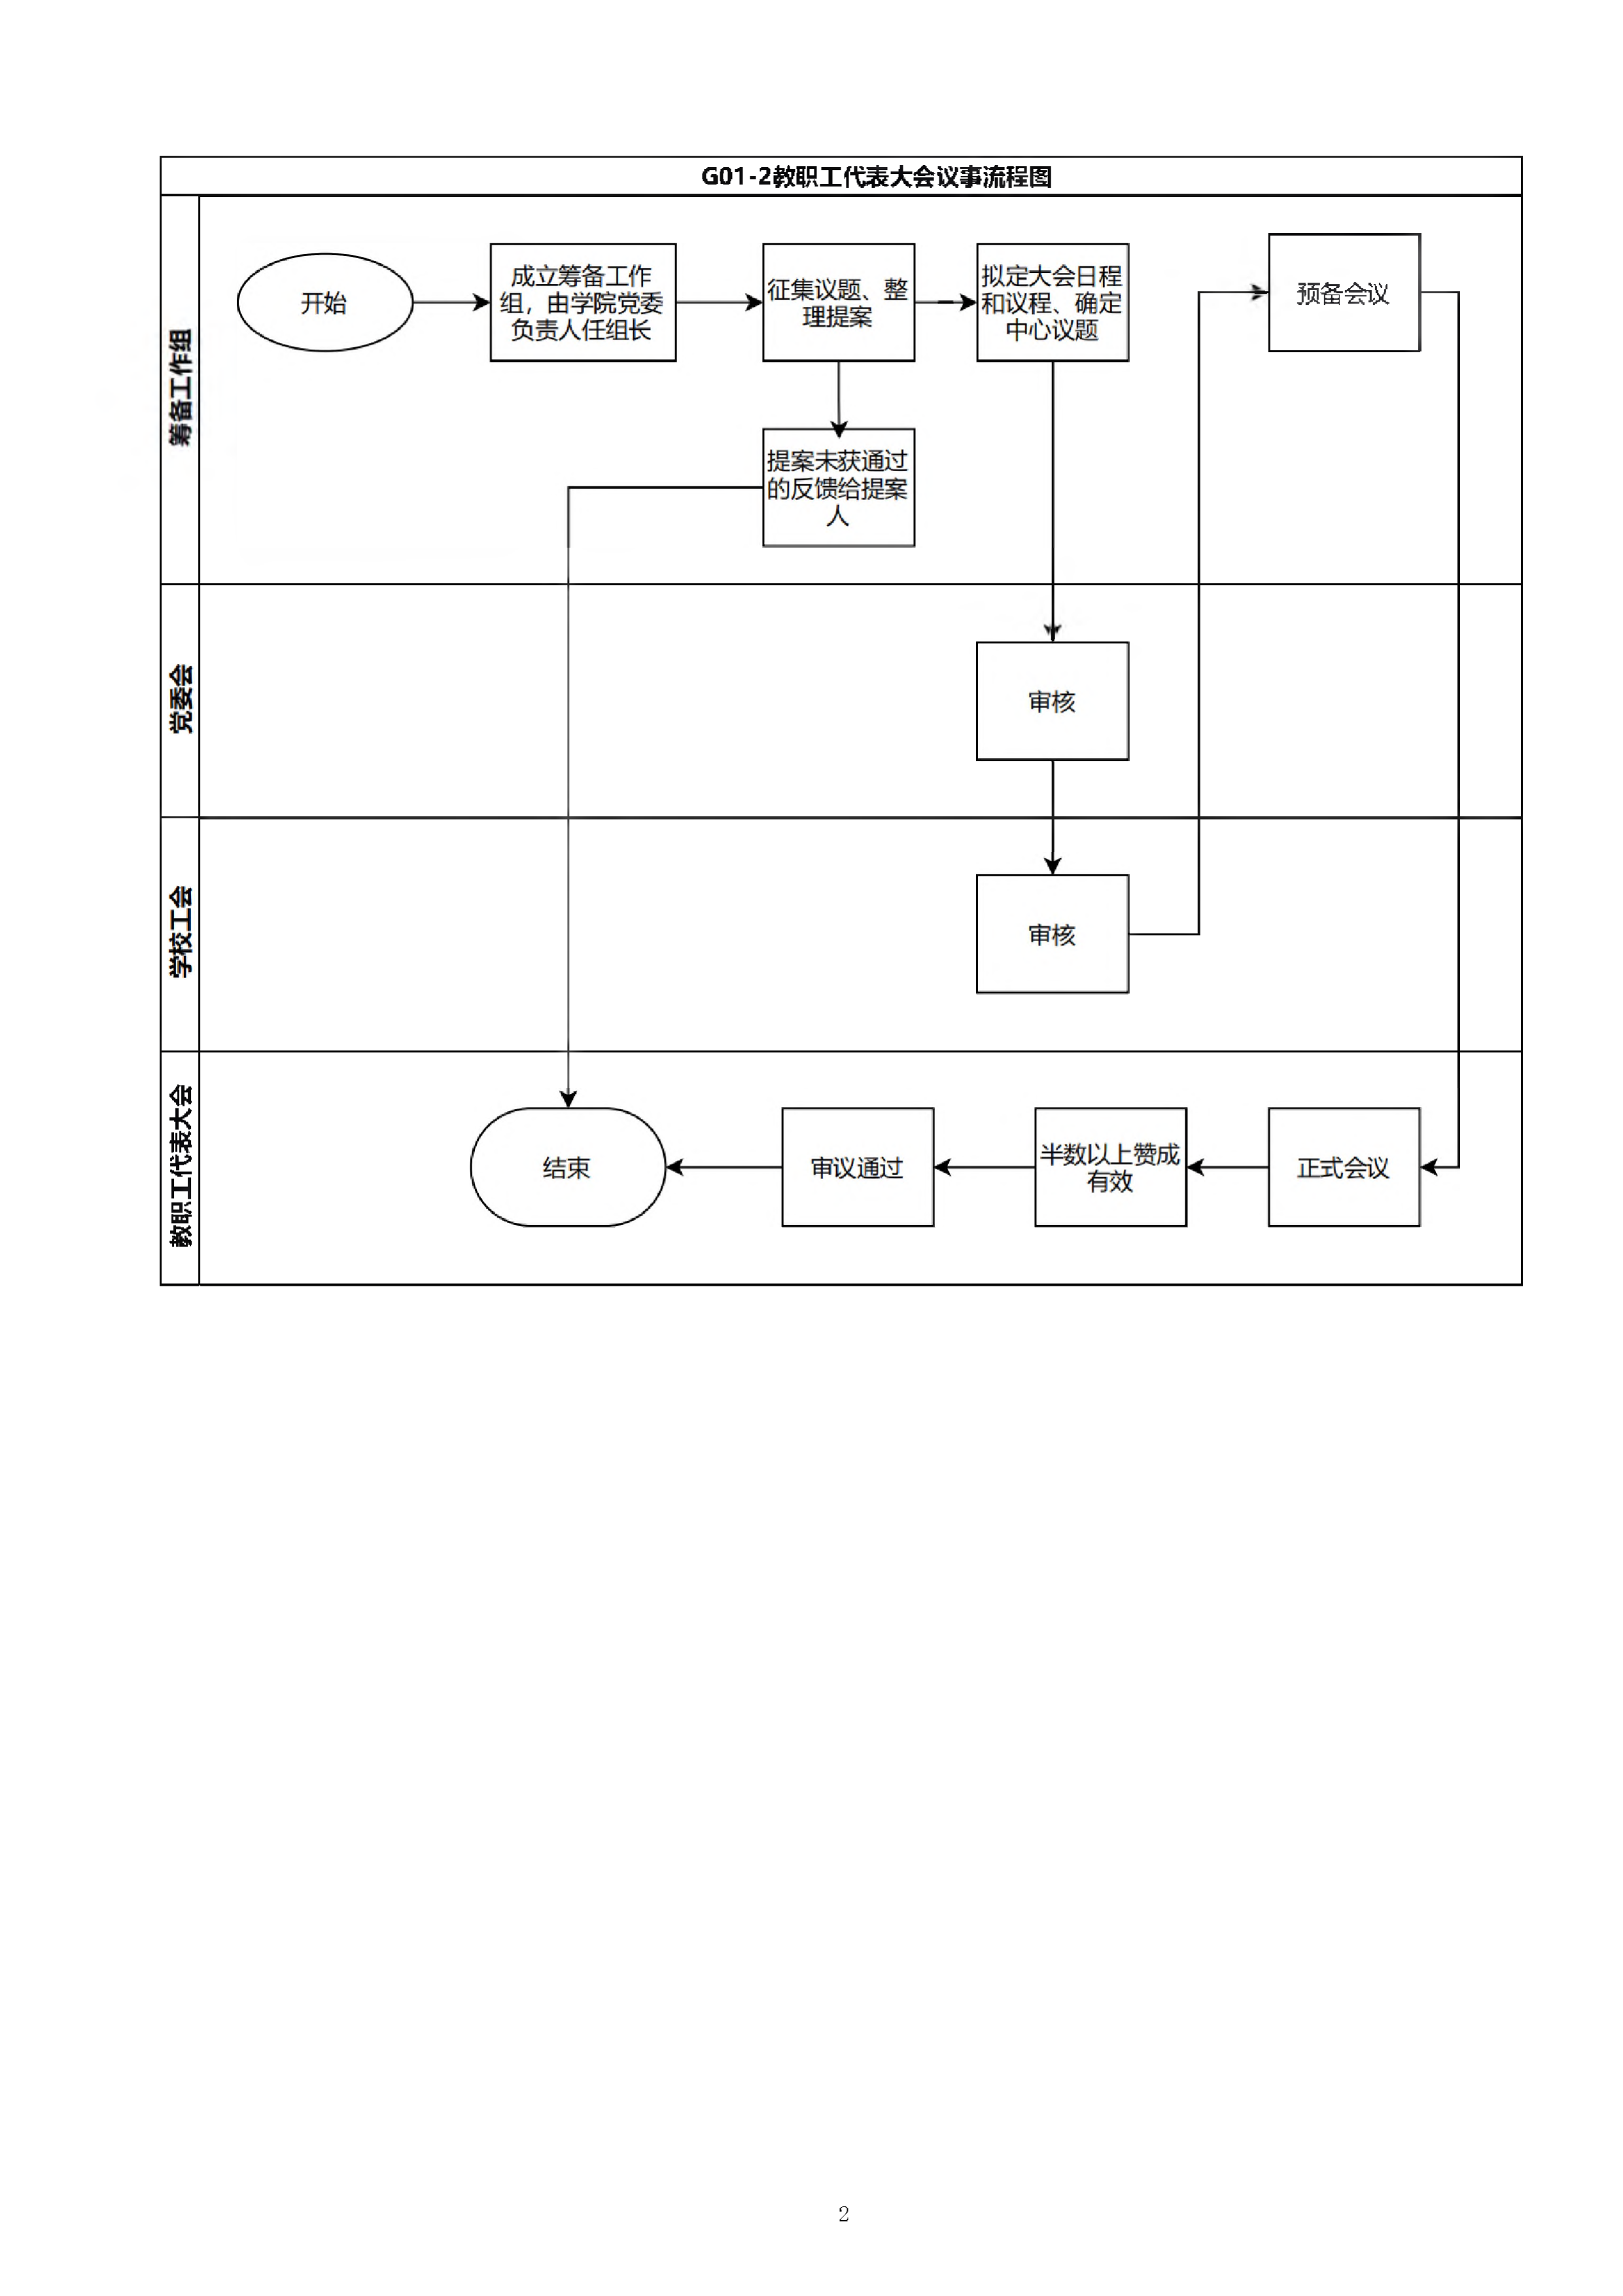 G01-2教职工代表大会议事流程图
筹备工作组
开始
成立筹备工作
组，由学院党委
负责人任组长
征集议题、整
理提案
拟定大会日程
和议程、确定
中心议题
预备会议
提案未获通过
的反馈给提案
人
党委会
审核
学校工会
审核
教职工代表大会
结束
审议通过
半数以上赞成
有效
正式会议
2